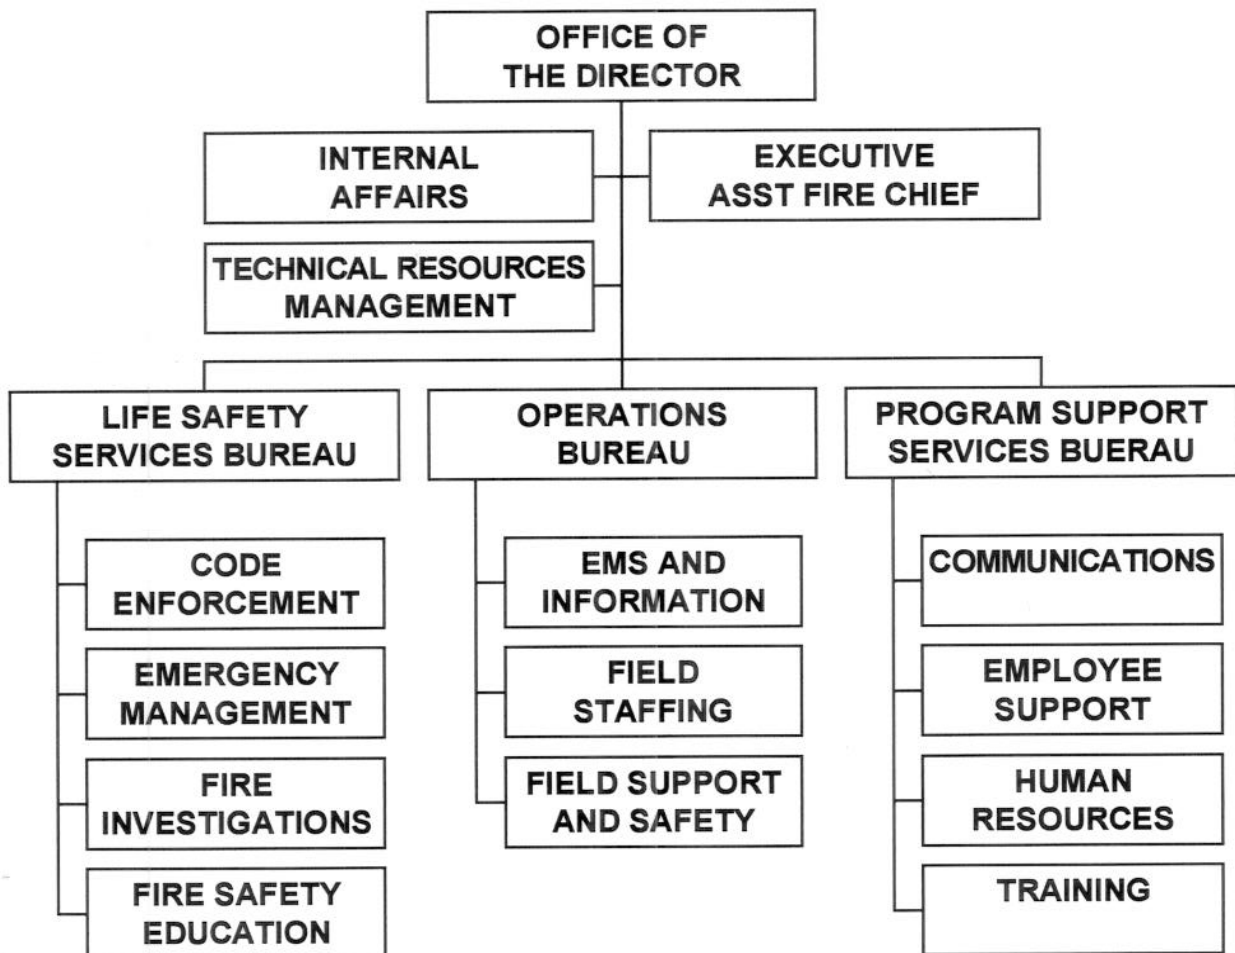 OFFICE OF
THE DIRECTOR
INTERNAL
AFFAIRS
EXECUTIVE
ASST FIRE CHIEF
TECHNICAL RESOURCES
MANAGEMENT
LIFE SAFETY
SERVICES BUREAU
OPERATIONS
BUREAU
PROGRAM SUPPORT
SERVICES BUERAU
CODE
ENFORCEMENT
EMERGENCY
MANAGEMENT
FIRE
INVESTIGATIONS
FIRE SAFETY
EDUCATION
EMS AND
INFORMATION
FIELD
STAFFING
FIELD SUPPORT
AND SAFETY
COMMUNICATIONS
EMPLOYEE
SUPPORT
HUMAN
RESOURCES
TRAINING